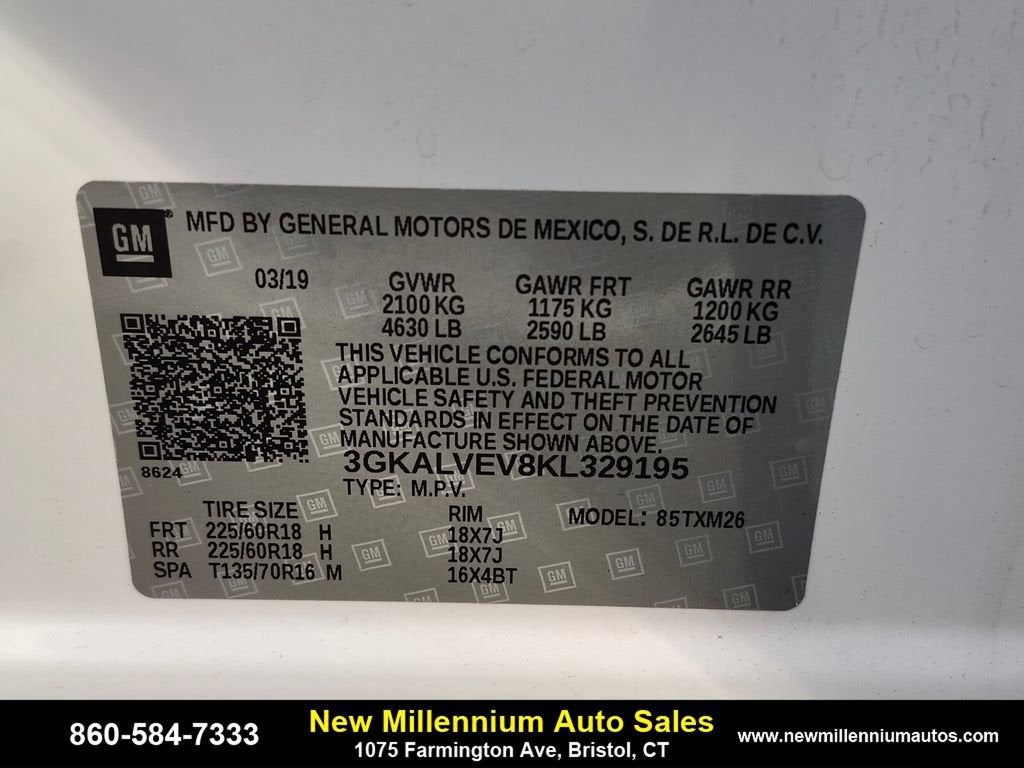 GM
MFD BY GENERAL MOTORS DE MEXICO, S. DE R.L. DE C.V.
03/19 GVWR GAWR FRT GAWR RR
2100 KG 1175 KG 1200 KG
4630 LB 2590 LB 2645 LB
THIS VEHICLE CONFORMS TO ALL
APPLICABLE U.S. FEDERAL MOTOR
VEHICLE SAFETY AND THEFT PREVENTION
STANDARDS IN EFFECT ON THE DATE OF
MANUFACTURE SHOWN ABOVE.
8624 3GKALVEV8KL329195
TYPE: M.P.V.
TIRE SIZE RIM MODEL: 85TXM26
FRT 225/60R18 H 18X7J
RR 225/60R18 H 18X7J
SPA T135/70R16 M 16X4BT
860-584-7333 New Millennium Auto Sales www.newmillenniumautos.com
1075 Farmington Ave, Bristol, CT